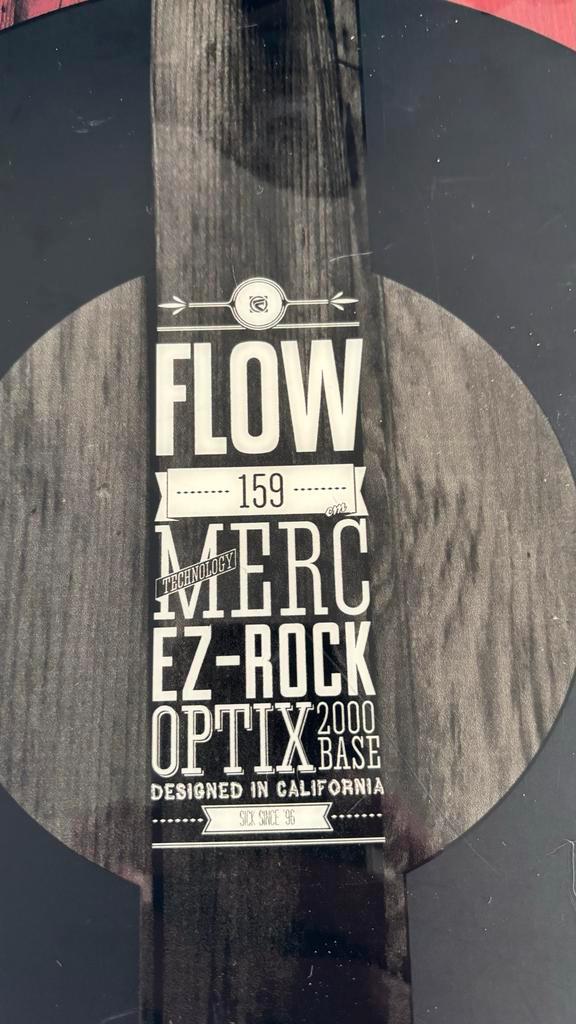 FLOW
159
cm
MERC
TECHNOLOGY
EZ-ROCK
OPTIX 2000 BASE
DESIGNED IN CALIFORNIA
SICK SINCE '96